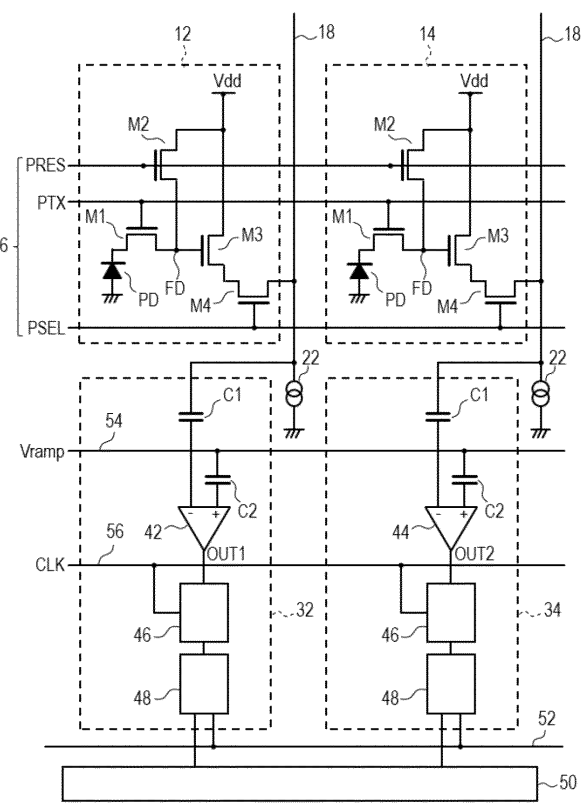 12 18 14 18
Vdd Vdd
M2 M2
PRES
PTX
M1 M3 M1 M3
6
PD FD M4 PD FD M4
PSEL
22 22
C1 C1
54
Vramp
C2 C2
42 - + 44 - +
56 OUT1 OUT2
CLK
46 32 46 34
48 48
52
50